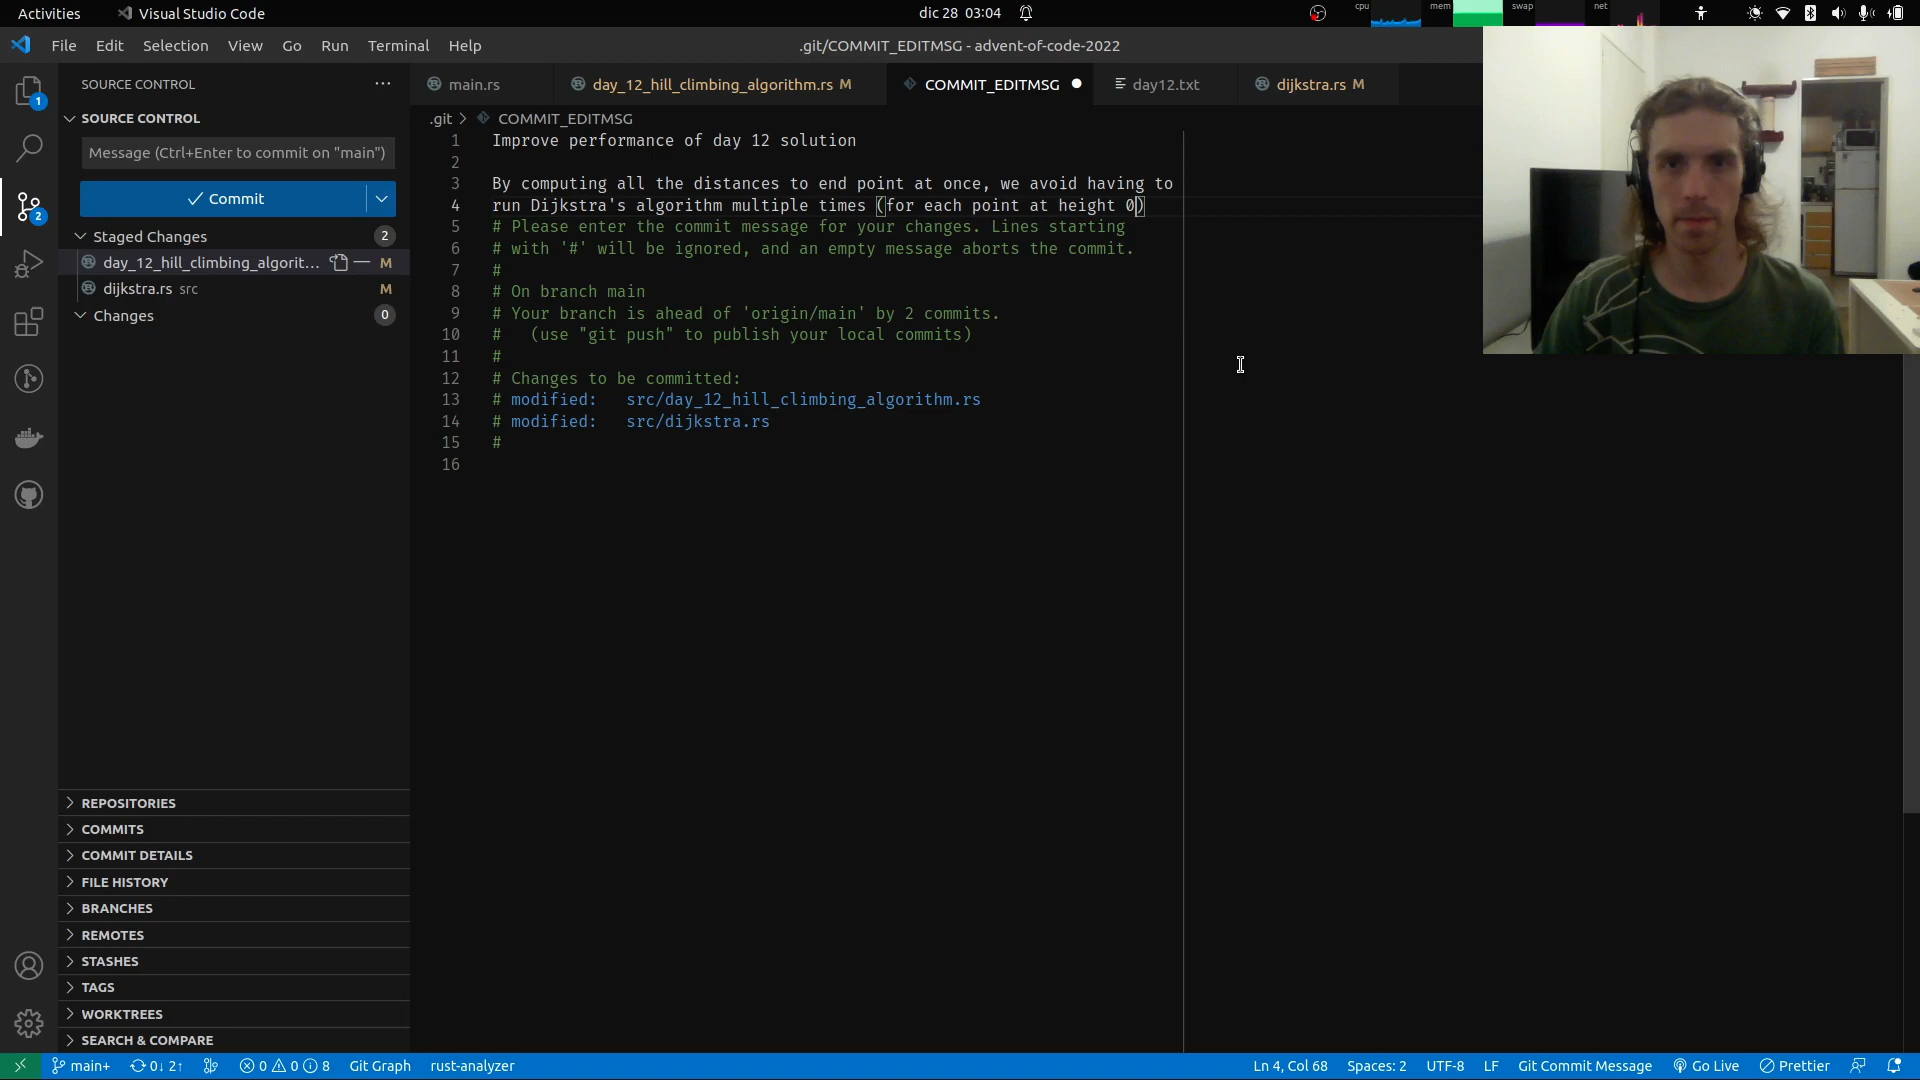 Activities
Visual Studio Code
dic 28 03:04
cpu
mem
swap
net
File Edit Selection View Go Run Terminal Help
.git/COMMIT_EDITMSG - advent-of-code-2022
SOURCE CONTROL
main.rs
day_12_hill_climbing_algorithm.rs M
COMMIT_EDITMSG
day12.txt
dijkstra.rs M
1
SOURCE CONTROL
.git > COMMIT_EDITMSG
Message (Ctrl+Enter to commit on "main")
Commit
2
Staged Changes
2
day_12_hill_climbing_algorit... M
dijkstra.rs src M
Changes
0
1 Improve performance of day 12 solution
2
3 By computing all the distances to end point at once, we avoid having to
4 run Dijkstra's algorithm multiple times (for each point at height 0)
5 # Please enter the commit message for your changes. Lines starting
6 # with '#' will be ignored, and an empty message aborts the commit.
7 #
8 # On branch main
9 # Your branch is ahead of 'origin/main' by 2 commits.
10 #   (use "git push" to publish your local commits)
11 #
12 # Changes to be committed:
13 # modified:   src/day_12_hill_climbing_algorithm.rs
14 # modified:   src/dijkstra.rs
15 #
16
REPOSITORIES
COMMITS
COMMIT DETAILS
FILE HISTORY
BRANCHES
REMOTES
STASHES
TAGS
WORKTREES
SEARCH & COMPARE
main+ 0↓ 2↑ 0 0 8 Git Graph rust-analyzer
Ln 4, Col 68 Spaces: 2 UTF-8 LF Git Commit Message Go Live Prettier